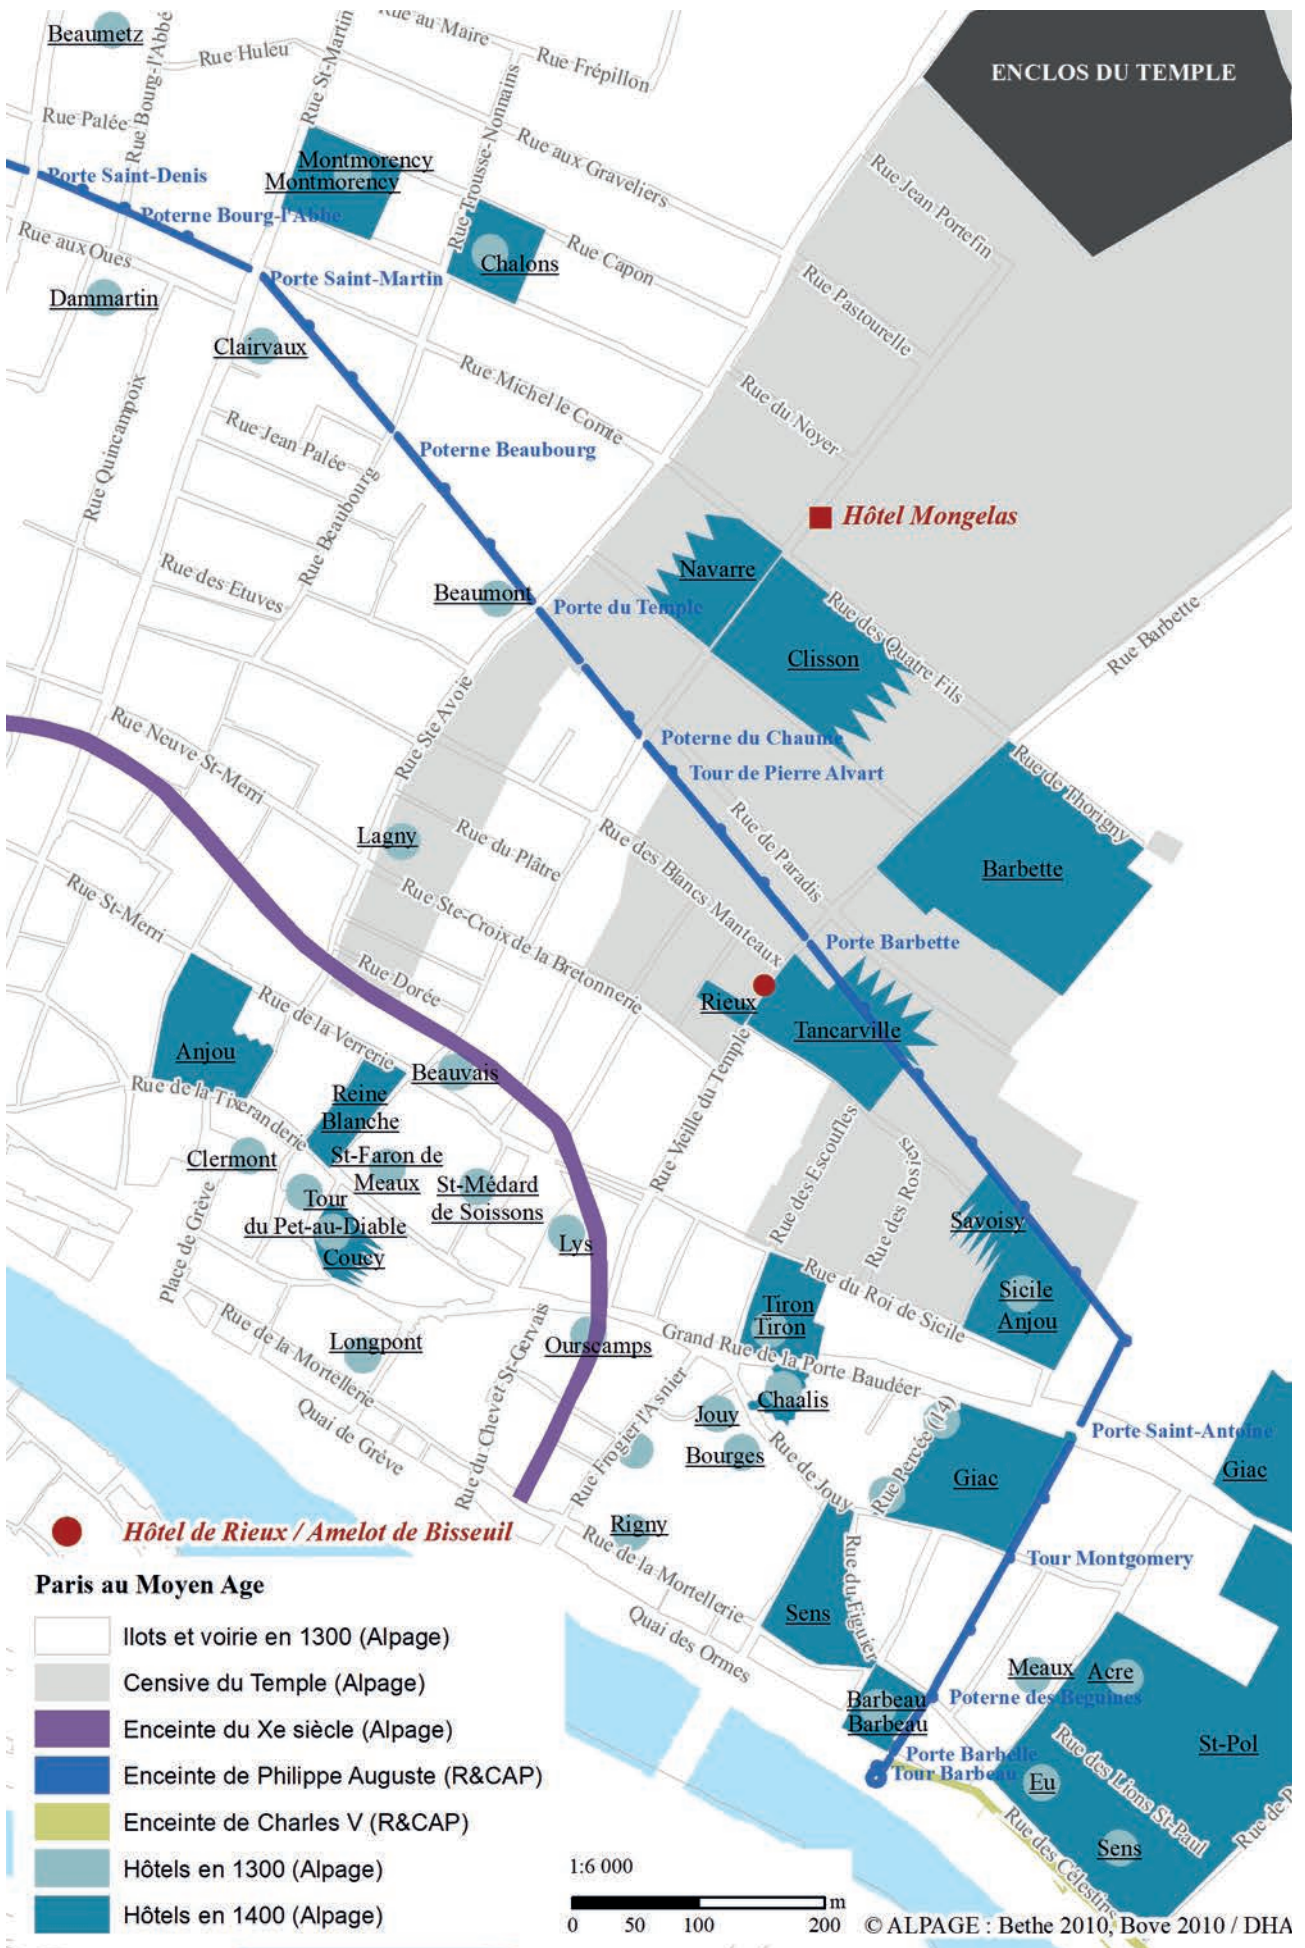 Beaumetz
Rue Bourg-l'Abbé
Rue Huleu
Rue St-Martin
Rue au Maire
Rue Frépillon
ENCLOS DU TEMPLE
Rue Palée
Rue Trousse-Nonnains
Rue aux Graveliers
Montmorency
Montmorency
Porte Saint-Denis
Poterne Bourg-l'Abbe
Rue Jean Portefin
Rue aux Oues
Rue Capon
Chalons
Porte Saint-Martin
Dammartin
Rue Pastourelle
Clairvaux
Rue Michel le Comte
Rue du Noyer
Rue Quincampoix
Rue Jean Palée
Poterne Beaubourg
Rue Beaubourg
Hôtel Mongelas
Navarre
Rue des Etuves
Beaumont
Porte du Temple
Rue des Quatre Fils
Rue Barbette
Clisson
Rue Ste Avoie
Rue Neuve St-Merri
Poterne du Chaume
Tour de Pierre Alvart
Rue de Thorigny
Lagny
Rue du Plâtre
Rue des Blancs Manteaux
Rue de Paradis
Barbette
Rue St-Merri
Rue Ste-Croix de la Bretonnerie
Porte Barbette
Rue Dorée
Rue de la Verrerie
Rieux
Tancarville
Anjou
Beauvais
Rue de la Tixeranderie
Reine
Blanche
Rue Vieille du Temple
Rue des Escoufles
Rue des Rosiers
Clermont
St-Faron de
Meaux
St-Médard
de Soissons
Tour
du Pet-au-Diable
Coucy
Lys
Savoisy
Place de Grève
Rue du Roi de Sicile
Sicile
Anjou
Tiron
Tiron
Longpont
Ourscamps
Grand Rue de la Porte Baudéer
Rue de la Mortellerie
Rue du Chevet St-Gervais
Chaalis
Quai de Grève
Rue Frogier l'Asnier
Jouy
Bourges
Rue de Jouy
Rue Percée (14)
Porte Saint-Antoine
Giac
Giac
Hôtel de Rieux / Amelot de Bisseuil
Rigny
Rue de la Mortellerie
Rue du Figuier
Tour Montgomery
Sens
Quai des Ormes
Meaux
Acre
Barbeau
Barbeau
Poterne des Beguines
St-Pol
Porte Barbelle
Tour Barbeau
Eu
Rue des Lions St-Paul
Rue de
Sens
Rue des Célestins
Paris au Moyen Age
Ilots et voirie en 1300 (Alpage)
Censive du Temple (Alpage)
Enceinte du Xe siècle (Alpage)
Enceinte de Philippe Auguste (R&CAP)
Enceinte de Charles V (R&CAP)
Hôtels en 1300 (Alpage)
Hôtels en 1400 (Alpage)
1:6 000
m
0 50 100 200
© ALPAGE : Bethe 2010, Bove 2010 / DHA